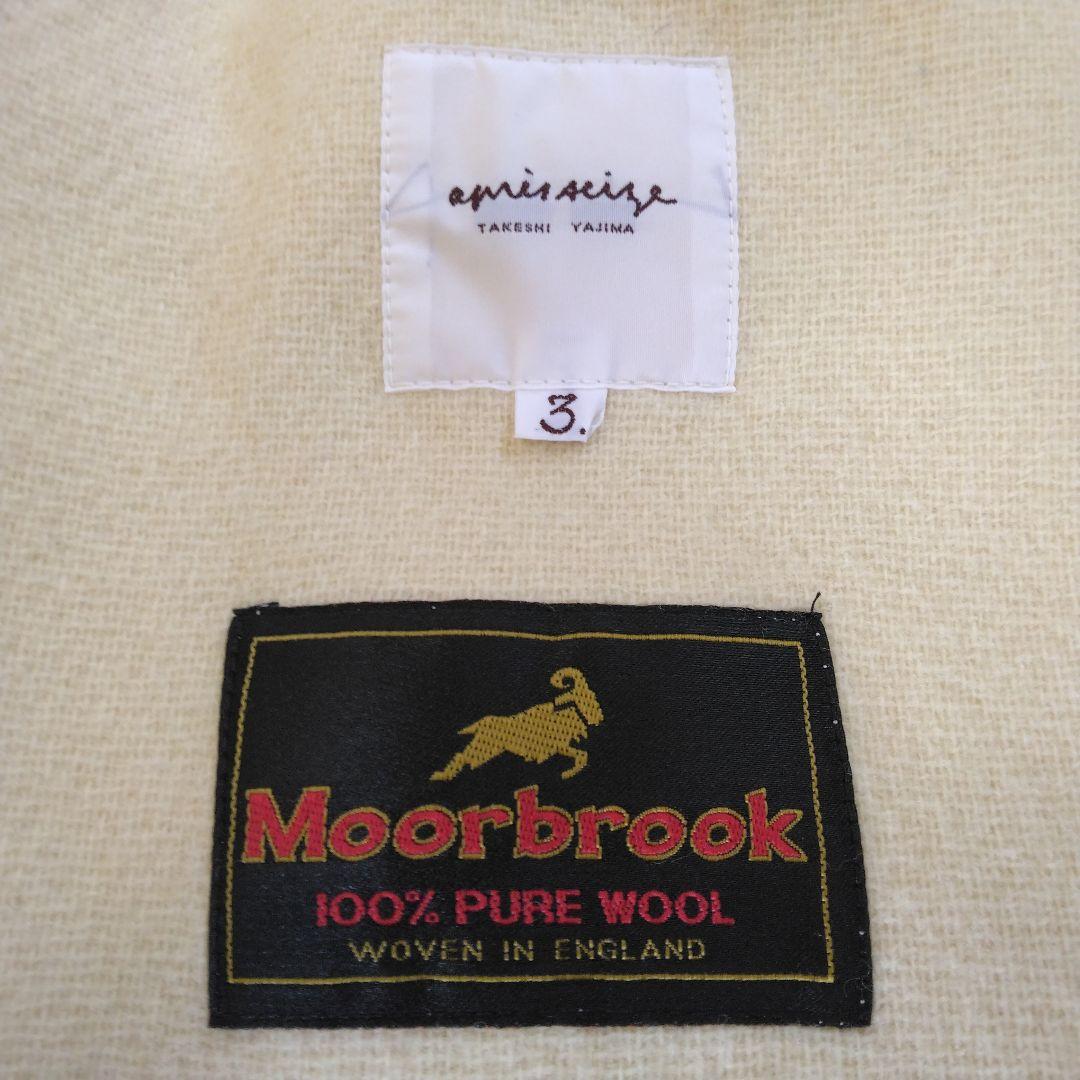 après seize
TAKESHI YAJIMA
3.
Moorbrook
100% PURE WOOL
WOVEN IN ENGLAND